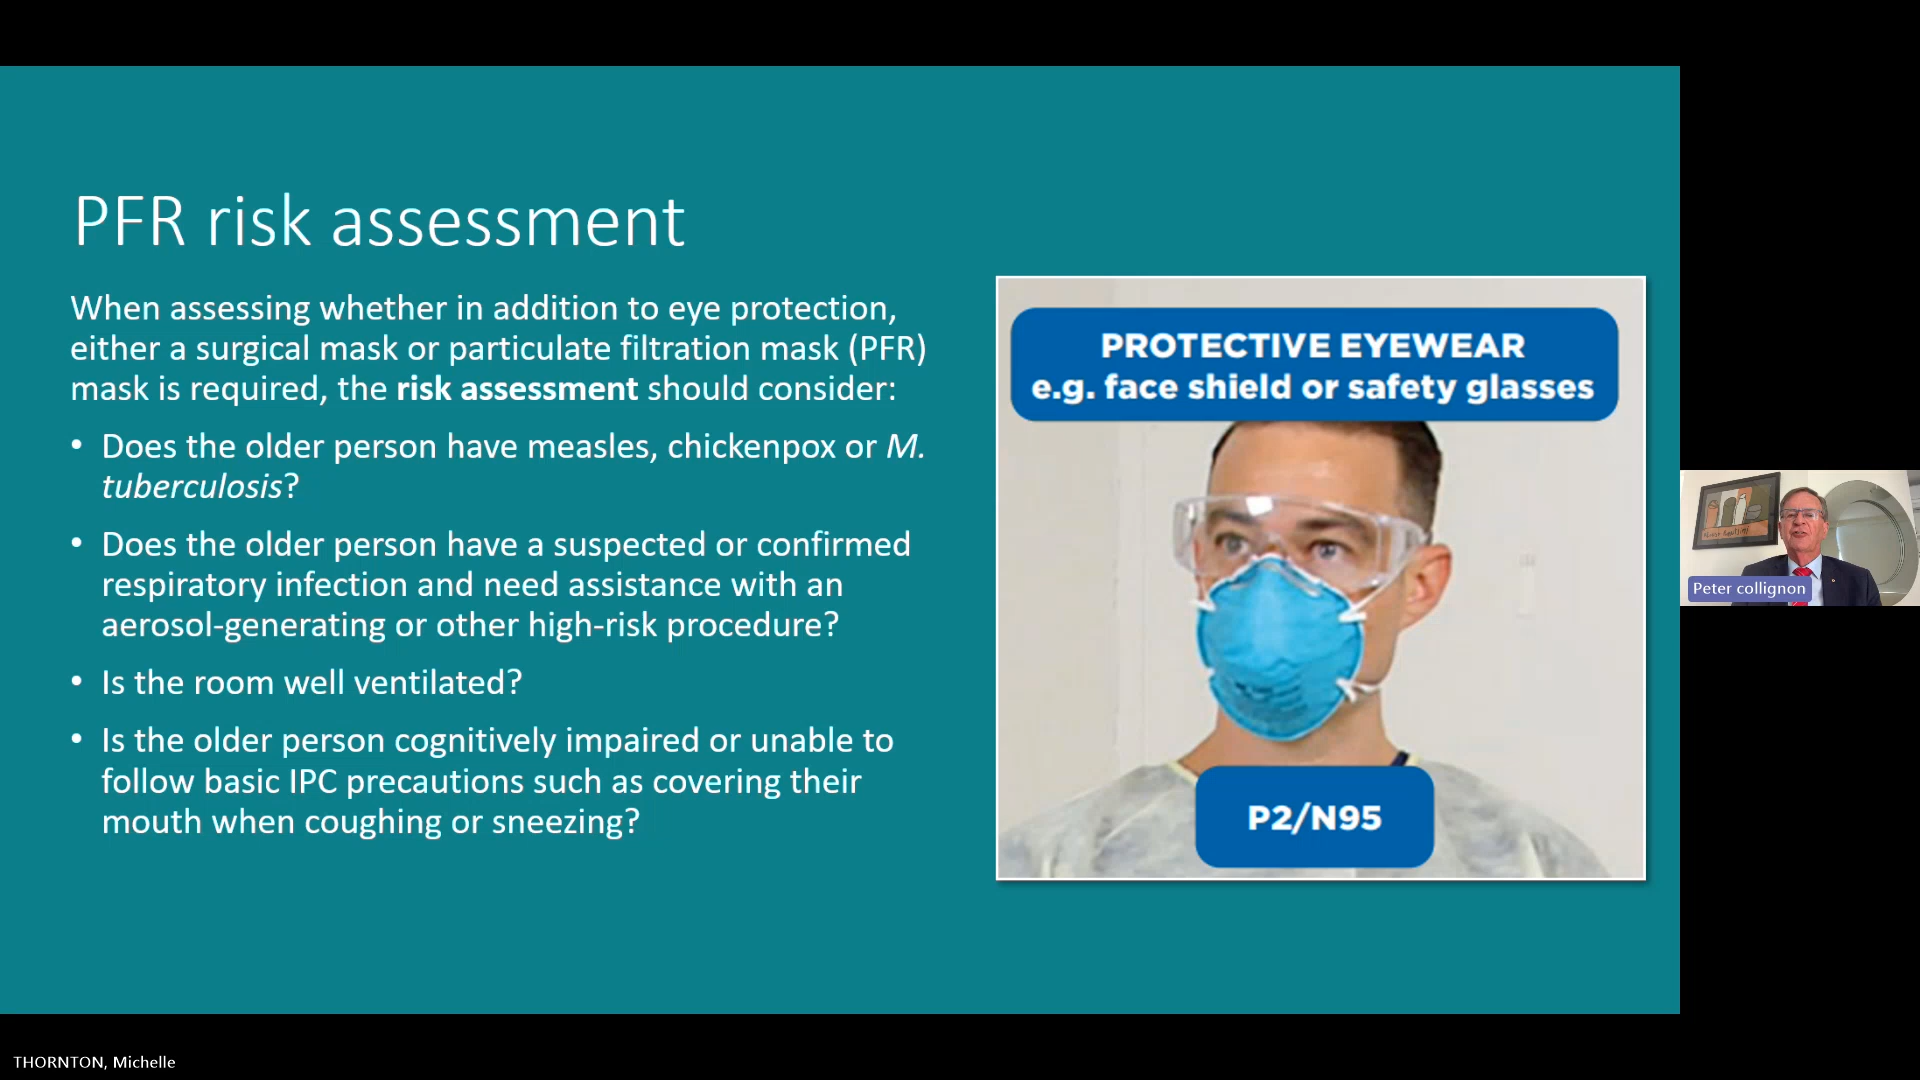 PFR risk assessment
When assessing whether in addition to eye protection,
either a surgical mask or particulate filtration mask (PFR)
mask is required, the risk assessment should consider:
• Does the older person have measles, chickenpox or M.
tuberculosis?
• Does the older person have a suspected or confirmed
respiratory infection and need assistance with an
aerosol-generating or other high-risk procedure?
• Is the room well ventilated?
• Is the older person cognitively impaired or unable to
follow basic IPC precautions such as covering their
mouth when coughing or sneezing?
PROTECTIVE EYEWEAR
e.g. face shield or safety glasses
P2/N95
Peter collignon
THORNTON, Michelle